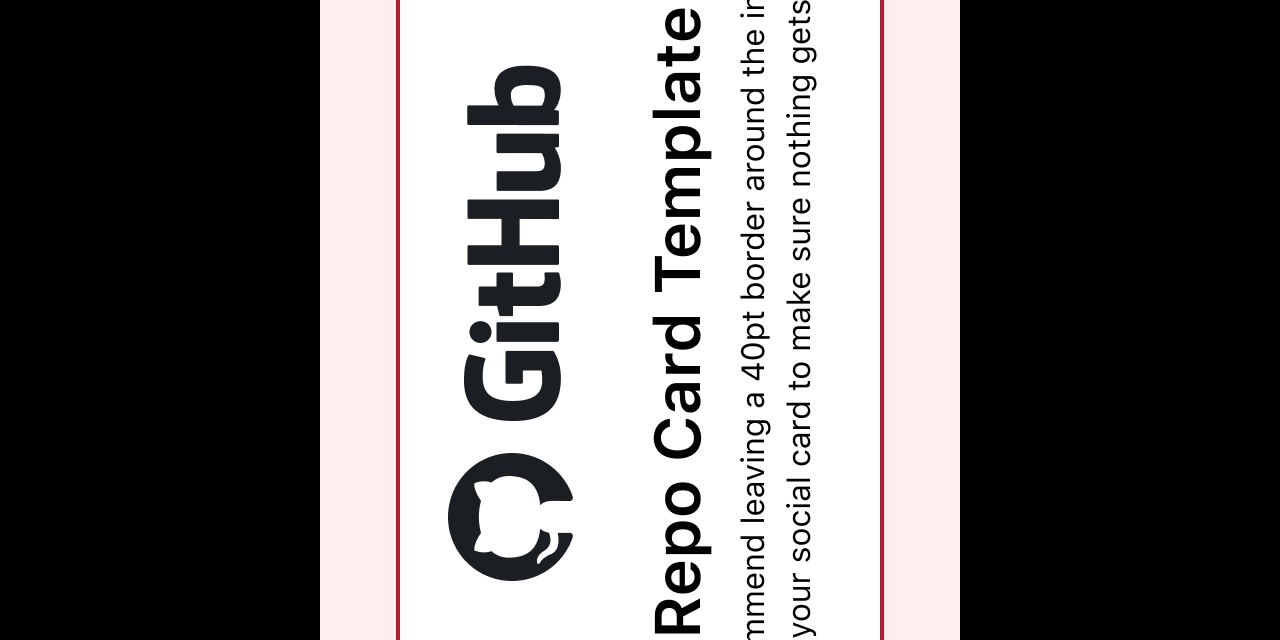 GitHub
Repo Card Template
leaving a 40pt border around the
your social card to make sure nothing gets